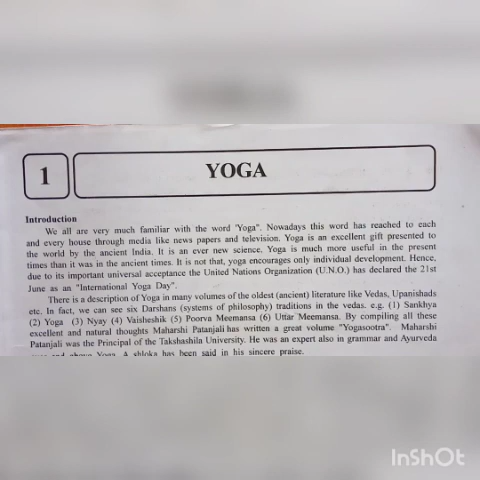 1
YOGA
Introduction
We all are very much familiar with the word "Yoga". Nowadays this word has reached to each
and every house through media like news papers and television. Yoga is an excellent gift presented to
the world by the ancient India. It is an ever new science. Yoga is much more useful in the present
times than it was in the ancient times. It is not that, yoga encourages only individual development. Hence,
due to its important universal acceptance the United Nations Organization (U.N.O.) has declared the 21st
June as an "International Yoga Day".
There is a description of Yoga in many volumes of the oldest (ancient) literature like Vedas, Upanishads
etc. In fact, we can see six Darshans (systems of philosophy) traditions in the vedas. e.g. (1) Sankhya
(2) Yoga (3) Nyay (4) Vaisheshik (5) Poorva Meemansa (6) Uttar Meemansa. By compiling all these
excellent and natural thoughts Maharshi Patanjali has written a great volume "Yogasootra". Maharshi
Patanjali was the Principal of the Takshashila University. He was an expert also in grammar and Ayurveda
and above Yoga. A shloka has been said in his sincere praise.
InShOt